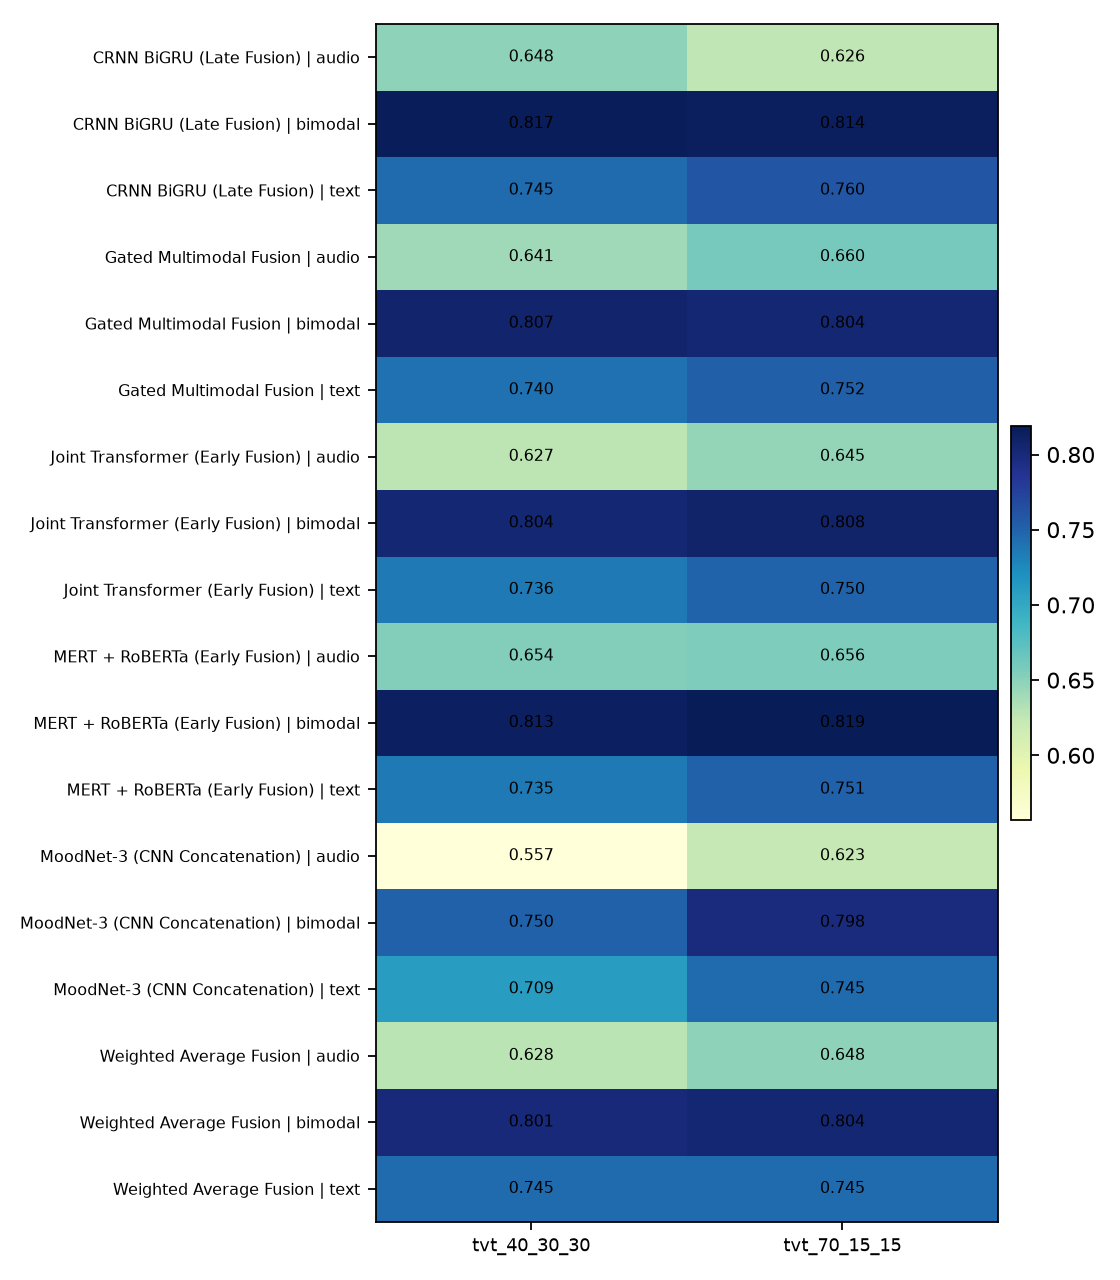 CRNN BiGRU (Late Fusion) | audio 0.648 0.626
CRNN BiGRU (Late Fusion) | bimodal 0.817 0.814
CRNN BiGRU (Late Fusion) | text 0.745 0.760
Gated Multimodal Fusion | audio 0.641 0.660
Gated Multimodal Fusion | bimodal 0.807 0.804
Gated Multimodal Fusion | text 0.740 0.752
Joint Transformer (Early Fusion) | audio 0.627 0.645
0.80
Joint Transformer (Early Fusion) | bimodal 0.804 0.808
0.75
Joint Transformer (Early Fusion) | text 0.736 0.750
0.70
MERT + RoBERTa (Early Fusion) | audio 0.654 0.656
0.65
MERT + RoBERTa (Early Fusion) | bimodal 0.813 0.819
0.60
MERT + RoBERTa (Early Fusion) | text 0.735 0.751
MoodNet-3 (CNN Concatenation) | audio 0.557 0.623
MoodNet-3 (CNN Concatenation) | bimodal 0.750 0.798
MoodNet-3 (CNN Concatenation) | text 0.709 0.745
Weighted Average Fusion | audio 0.628 0.648
Weighted Average Fusion | bimodal 0.801 0.804
Weighted Average Fusion | text 0.745 0.745
tvt_40_30_30 tvt_70_15_15